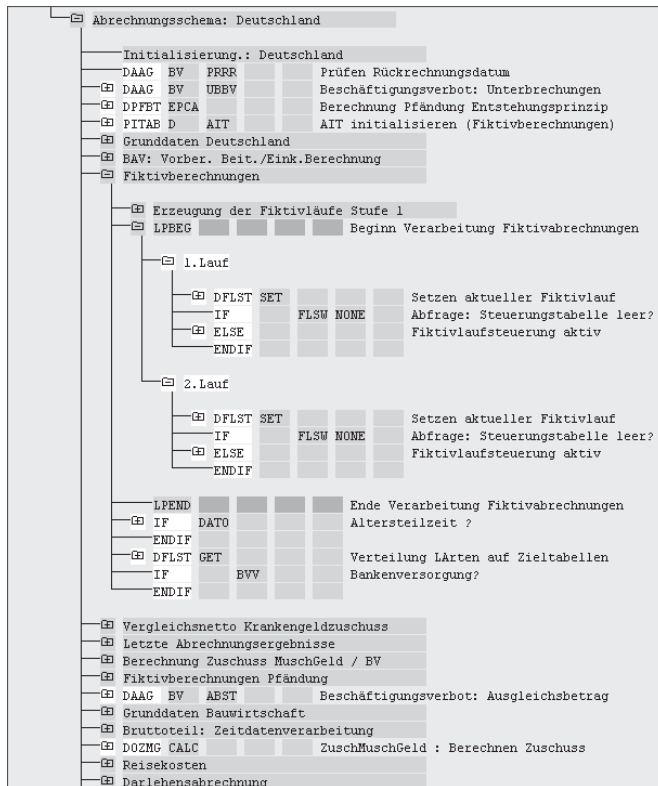 Abrechnungsschema: Deutschland
Initialisierung.: Deutschland
DAAG BV PRRR Prüfen Rückrechnungsdatum
DAAG BV UBBV Beschäftigungsverbot: Unterbrechungen
DPFBT EPCA Berechnung Pfändung Entstehungsprinzip
PITAB D AIT AIT initialisieren (Fiktivberechnungen)
Grunddaten Deutschland
BAV: Vorber. Beit./Eink.Berechnung
Fiktivberechnungen
Erzeugung der Fiktivläufe Stufe 1
LPBEG Beginn Verarbeitung Fiktivabrechnungen
1.Lauf
DFLST SET Setzen aktueller Fiktivlauf
IF FLSW NONE Abfrage: Steuerungstabelle leer?
ELSE Fiktivlaufsteuerung aktiv
ENDIF
2.Lauf
DFLST SET Setzen aktueller Fiktivlauf
IF FLSW NONE Abfrage: Steuerungstabelle leer?
ELSE Fiktivlaufsteuerung aktiv
ENDIF
LPEND Ende Verarbeitung Fiktivabrechnungen
IF DATO Altersteilzeit ?
ENDIF
DFLST GET Verteilung LArten auf Zieltabellen
IF BVV Bankenversorgung?
ENDIF
Vergleichsnetto Krankengeldzuschuss
Letzte Abrechnungsergebnisse
Berechnung Zuschuss MuschGeld / BV
Fiktivberechnungen Pfändung
DAAG BV ABST Beschäftigungsverbot: Ausgleichsbetrag
Grunddaten Bauwirtschaft
Bruttoteil: Zeitdatenverarbeitung
DOZMG CALC ZuschMuschGeld : Berechnen Zuschuss
Reisekosten
Darlehensabrechnung